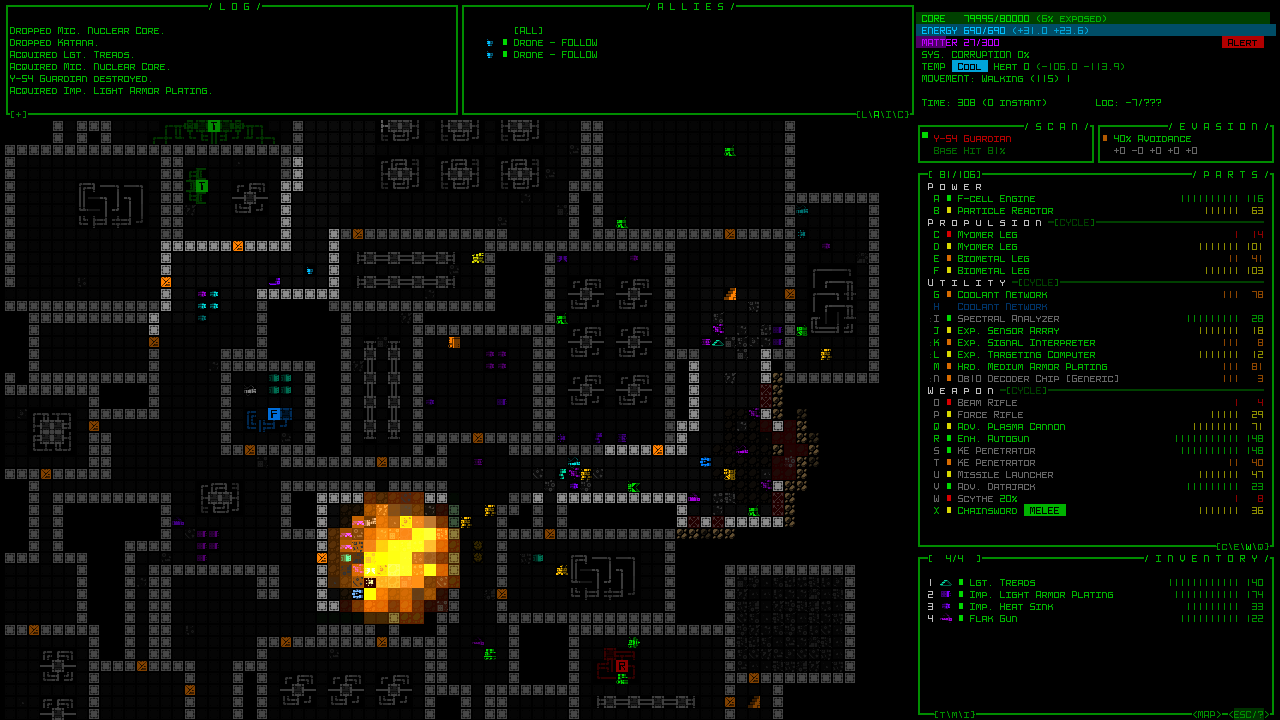 / LOG /
DROPPED MIC. NUCLEAR CORE.
DROPPED KATANA.
ACQUIRED LGT. TREADS.
ACQUIRED MIC. NUCLEAR CORE.
Y-54 GUARDIAN DESTROYED.
ACQUIRED IMP. LIGHT ARMOR PLATING.
[+]
/ ALLIES /
[ALL]
DRONE - FOLLOW
DRONE - FOLLOW
[L\A\I\C]
CORE 79995/80000 (6% EXPOSED)
ENERGY 690/690 (+31.0 +23.6)
MATTER 27/300 ALERT
SYS. CORRUPTION 0%
TEMP COOL HEAT 0 (-106.0 -113.9)
MOVEMENT: WALKING (115) 1
TIME: 308 (0 INSTANT) LOC: -7/???
/ SCAN /
Y-54 GUARDIAN
BASE HIT 81%
/ EVASION /
40% AVOIDANCE
+0 -0 +0 +0 +0
[ 81/106] / PARTS /
POWER
A F-CELL ENGINE 116
B PARTICLE REACTOR 63
PROPULSION [CYCLE]
C MYOMER LEG 14
D MYOMER LEG 101
E BIOMETAL LEG 41
F BIOMETAL LEG 103
UTILITY [CYCLE]
G COOLANT NETWORK 78
H COOLANT NETWORK
I SPECTRAL ANALYZER 28
J EXP. SENSOR ARRAY 18
K EXP. SIGNAL INTERPRETER 8
L EXP. TARGETING COMPUTER 12
M HRD. MEDIUM ARMOR PLATING 81
N 0B10 DECODER CHIP [GENERIC] 3
WEAPON [CYCLE]
O BEAM RIFLE 4
P FORCE RIFLE 29
Q ADV. PLASMA CANNON 71
R ENH. AUTOGUN 148
S KE PENETRATOR 148
T KE PENETRATOR 40
U MISSILE LAUNCHER 47
V ADV. DATAJACK 23
W SCYTHE 20% 8
X CHAINSWORD MELEE 36
[C\E\W\Q]
[ 4/4 ] / INVENTORY /
1 LGT. TREADS 140
2 IMP. LIGHT ARMOR PLATING 174
3 IMP. HEAT SINK 33
4 FLAK GUN 122
[T\M\I] <MAP> <ESC/?>
T
T
F
R